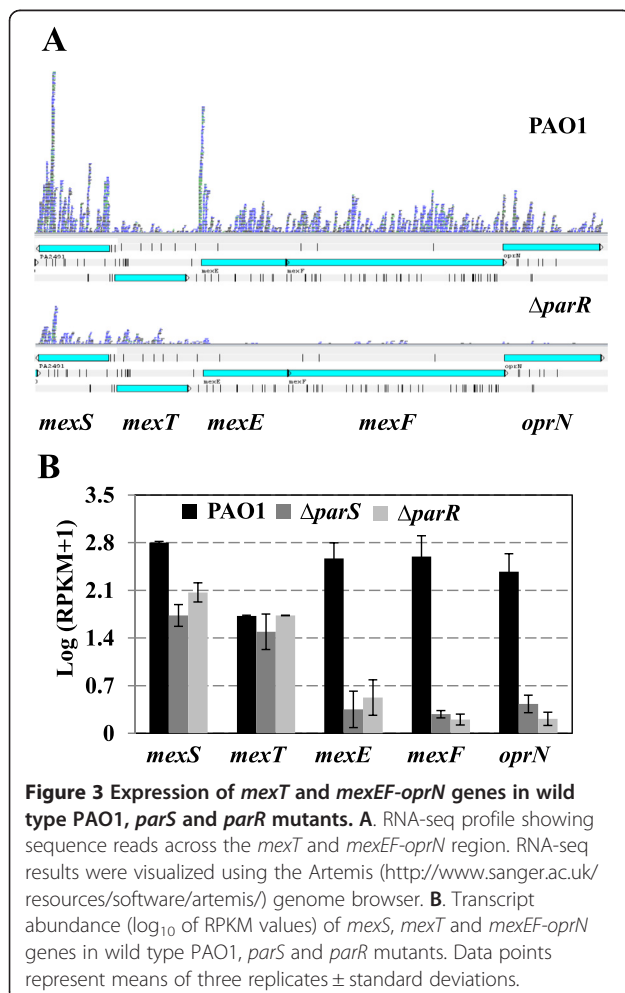 A
PAO1
PA2491
mexE mexF
oprN
ΔparR
PA2491
mexE mexF
oprN
mexS mexT mexE mexF oprN
B
3.5
2.8
2.1
1.4
0.7
0
Log (RPKM+1)
PAO1 ΔparS ΔparR
mexS mexT mexE mexF oprN
Figure 3 Expression of mexT and mexEF-oprN genes in wild
type PAO1, parS and parR mutants. A. RNA-seq profile showing
sequence reads across the mexT and mexEF-oprN region. RNA-seq
results were visualized using the Artemis (http://www.sanger.ac.uk/
resources/software/artemis/) genome browser. B. Transcript
abundance (log10 of RPKM values) of mexS, mexT and mexEF-oprN
genes in wild type PAO1, parS and parR mutants. Data points
represent means of three replicates ± standard deviations.